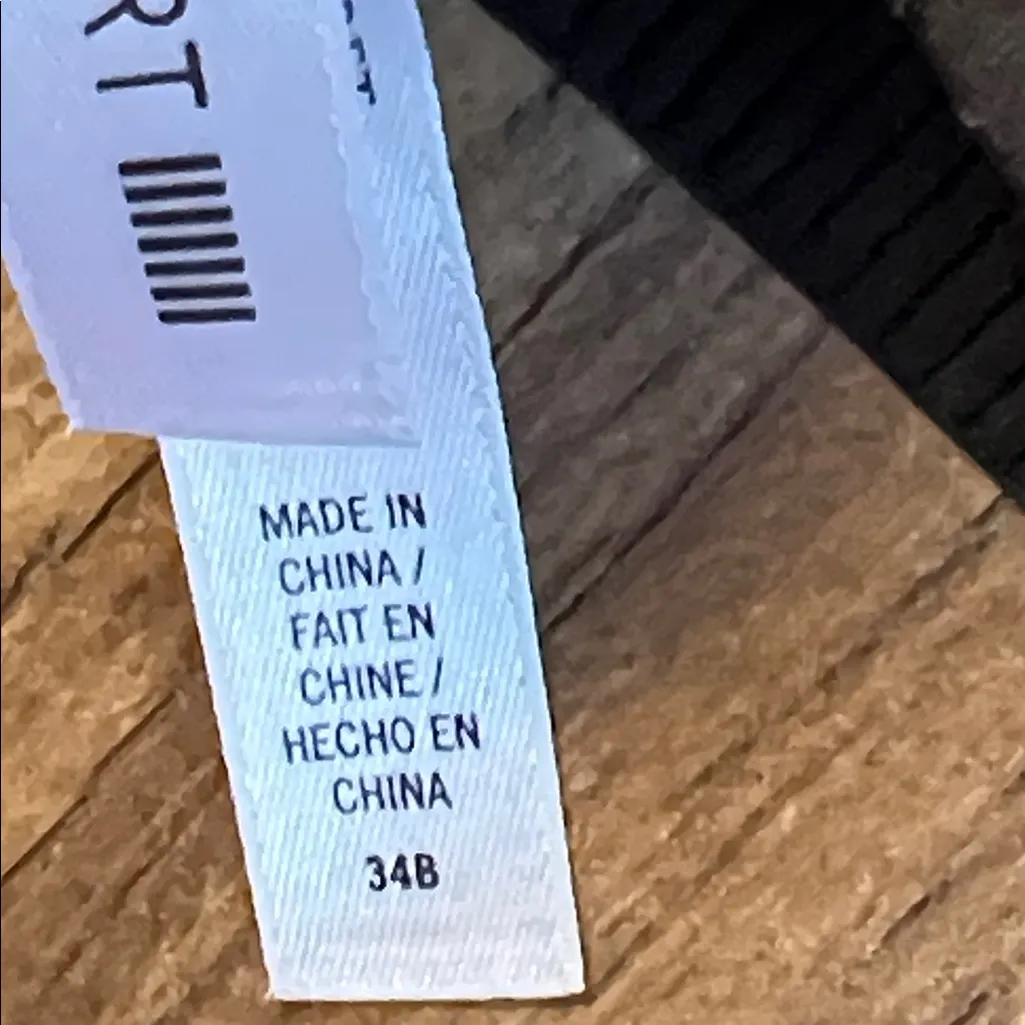 RT
MADE IN
CHINA /
FAIT EN
CHINE /
HECHO EN
CHINA
34B